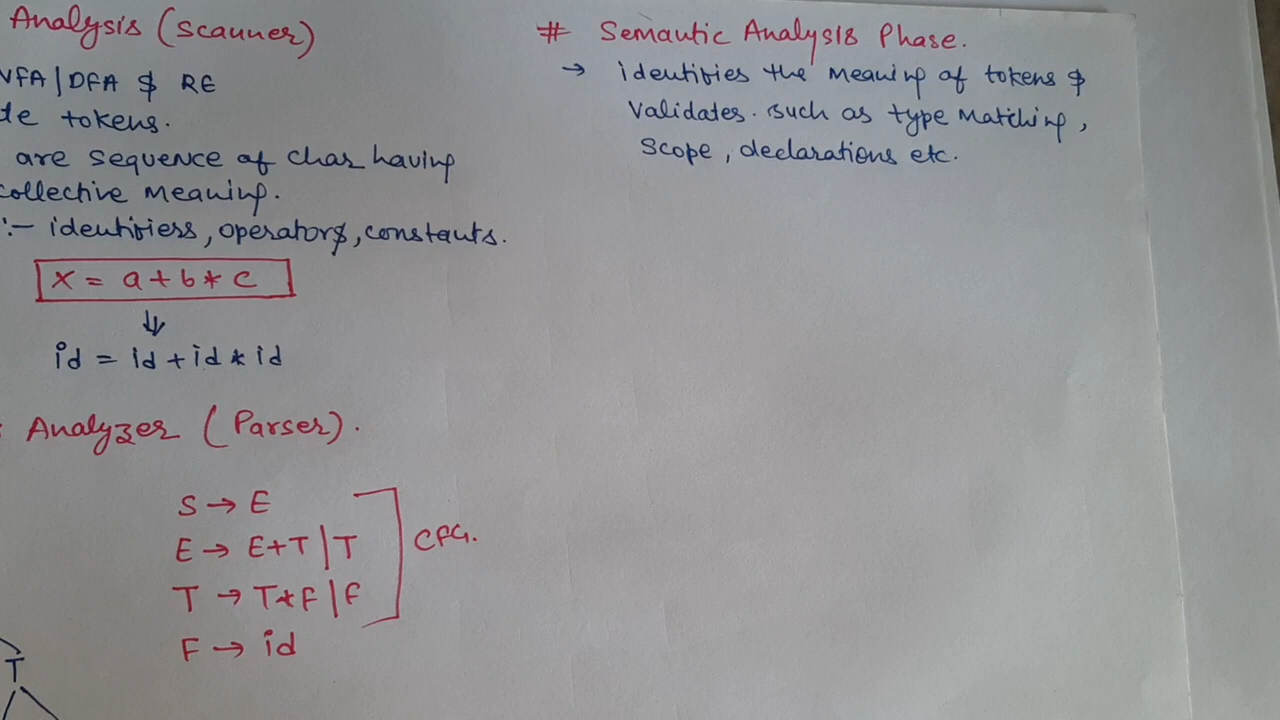 Analysis (Scanner)
NFA | DFA & RE
te tokens.
are sequence of char having
collective meaning.
:- identifiers, operators, constants.
x = a + b * c
⇓
id = id + id * id
Analyzer (Parser).
S → E
E → E+T | T
T → T*F | F
F → id
CFG.
T
# Semantic Analysis Phase.
→ identifies the meaning of tokens &
validates. such as type matching,
scope, declarations etc.